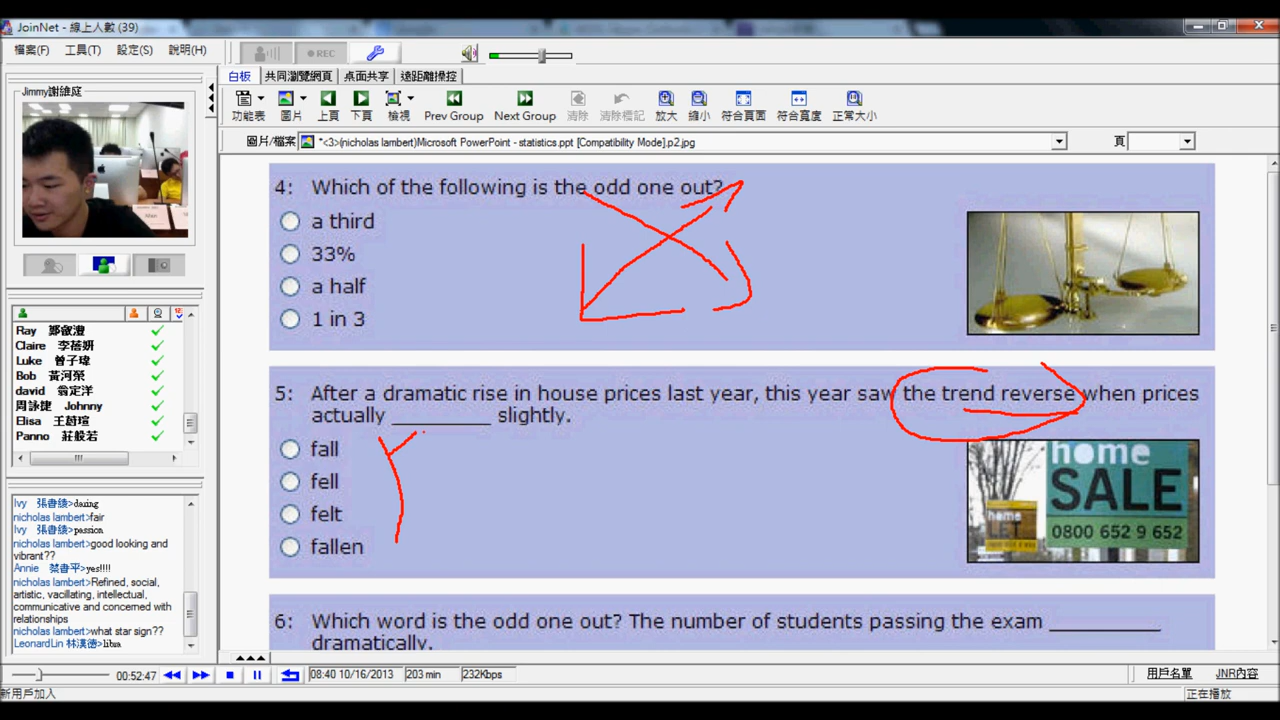 JoinNet - 線上人數 (39)
檔案(F) 工具(T) 設定(S) 說明(H)
REC
Jimmy謝維庭
白板 共同瀏覽網頁 桌面共享 遠距離操控
功能表 圖片 上頁 下頁 檢視 Prev Group Next Group 清除 清除標記 放大 縮小 符合頁面 符合寬度 正常大小
圖片/檔案 *<3>(nicholas lambert)Microsoft PowerPoint - statistics.ppt [Compatibility Mode].p2.jpg 頁
4: Which of the following is the odd one out?
a third
33%
a half
1 in 3
5: After a dramatic rise in house prices last year, this year saw the trend reverse when prices
actually ________ slightly.
fall
fell
felt
fallen
home
SALE
home
LET
0800 652 9 652
6: Which word is the odd one out? The number of students passing the exam _________
dramatically.
Ray 鄭叡澄
Claire 李蓓妍
Luke 曾子瑋
Bob 黃河榮
david 翁定洋
周詠捷 Johnny
Elisa 王葛瑄
Panno 莊般若
Ivy 張書綾>daring
nicholas lambert>fair
Ivy 張書綾>passion
nicholas lambert>good looking and
vibrant??
Annie 禁書平>yes!!!!
nicholas lambert>Refined, social,
artistic, vacillating, intellectual,
communicative and concerned with
relationships
nicholas lambert>what star sign??
LeonardLin 林漢德>libra
00:52:47 08:40 10/16/2013 203 min 232Kbps 用戶名單 JNR內容
新用戶加入 正在播放